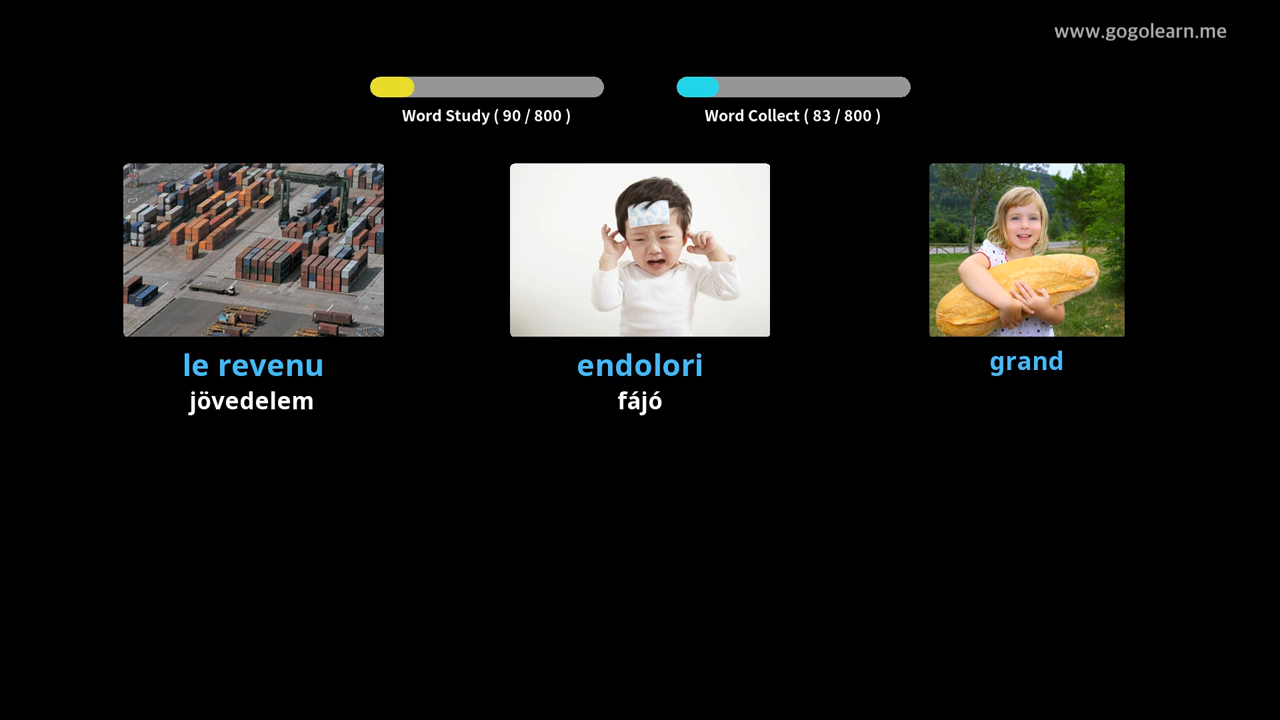 www.gogolearn.me
Word Study ( 90 / 800 )
Word Collect ( 83 / 800 )
le revenu
jövedelem
endolori
fájó
grand